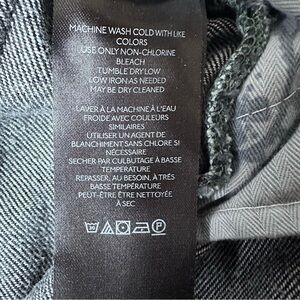 MACHINE WASH COLD WITH LIKE
COLORS
USE ONLY NON-CHLORINE
BLEACH
TUMBLE DRY LOW
LOW IRON AS NEEDED
MAY BE DRY CLEANED
LAVER À LA MACHINE À L'EAU
FROIDE AVEC COULEURS
SIMILAIRES
UTILISER UN AGENT DE
BLANCHIMENT SANS CHLORE SI
NÉCESSAIRE
SECHER PAR CULBUTAGE À BASSE
TEMPERATURE
REPASSER, AU BESOIN, À TRÈS
BASSE TEMPÉRATURE
PEUT-ÊTRE ÊTRE NETTOYÉE
À SEC
30 P